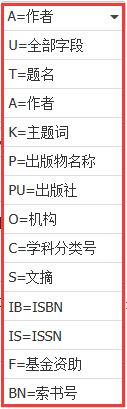 A=作者
U=全部字段
T=题名
A=作者
K=主题词
P=出版物名称
PU=出版社
O=机构
C=学科分类号
S=文摘
IB=ISBN
IS=ISSN
F=基金资助
BN=索书号